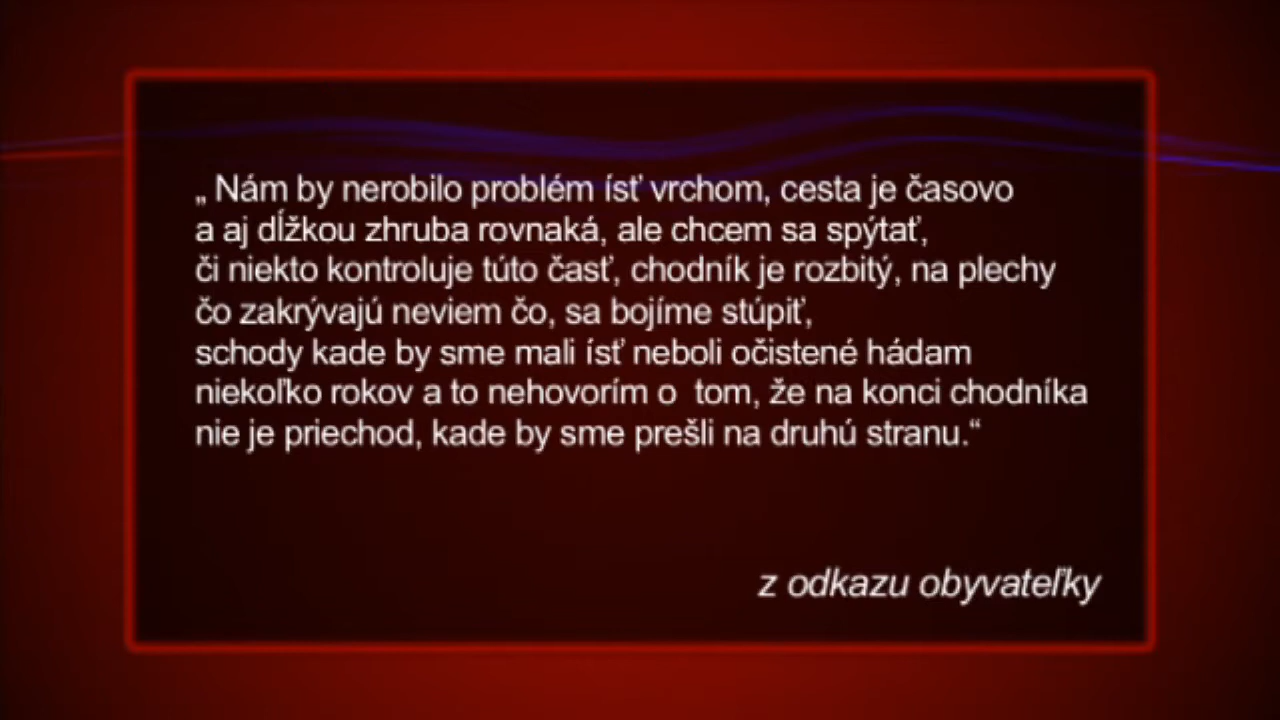 „ Nám by nerobilo problém ísť vrchom, cesta je časovo
a aj dĺžkou zhruba rovnaká, ale chcem sa spýtať,
či niekto kontroluje túto časť, chodník je rozbitý, na plechy
čo zakrývajú neviem čo, sa bojíme stúpiť,
schody kade by sme mali ísť neboli očistené hádam
niekoľko rokov a to nehovorím o  tom, že na konci chodníka
nie je priechod, kade by sme prešli na druhú stranu.“
z odkazu obyvateľky